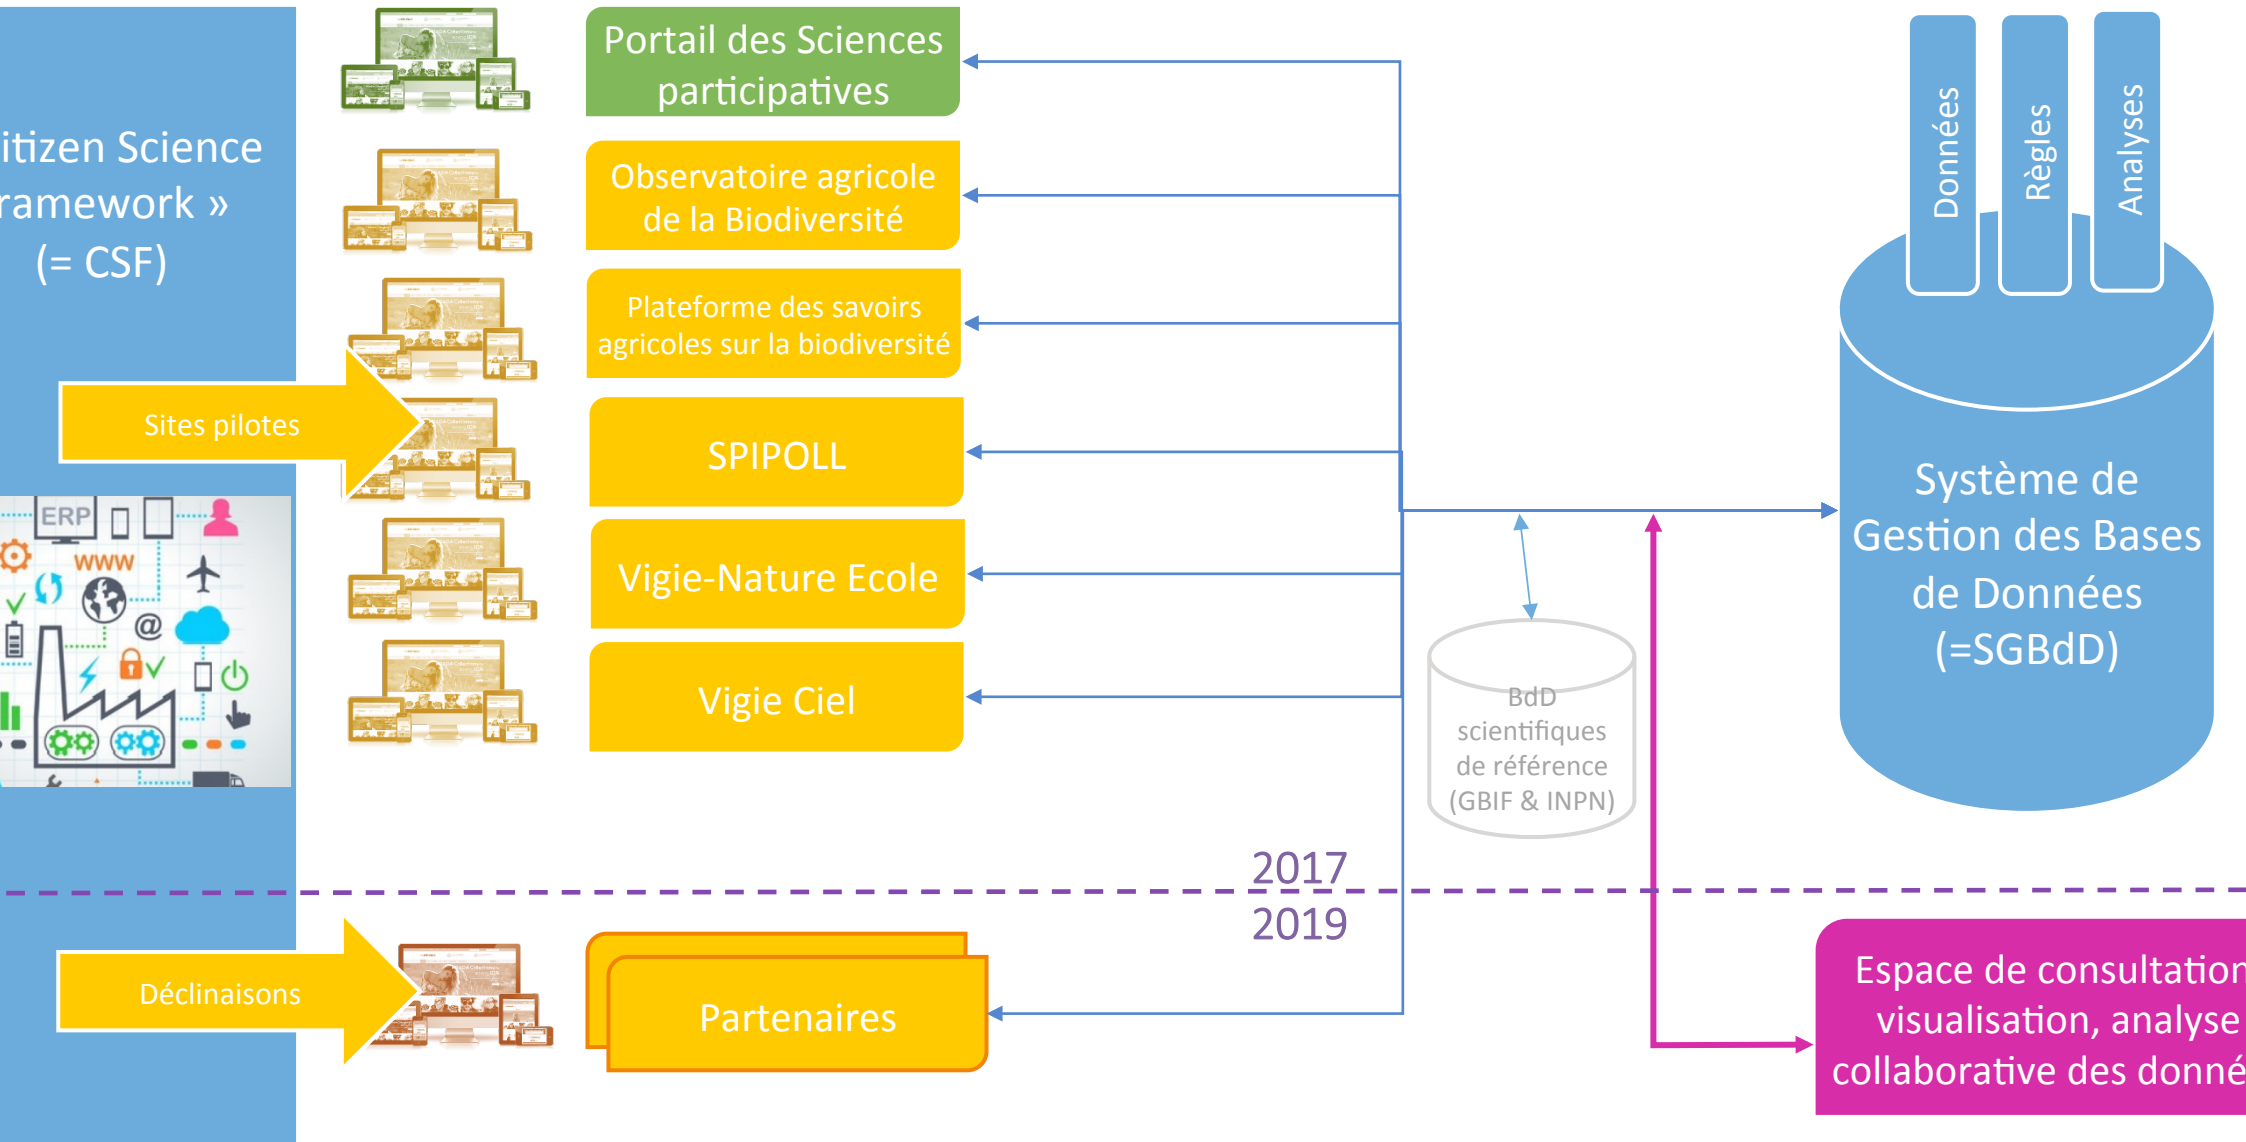 itizen Science
ramework »
(= CSF)
Portail des Sciences
participatives
Observatoire agricole
de la Biodiversité
Plateforme des savoirs
agricoles sur la biodiversité
Sites pilotes
SPIPOLL
Vigie-Nature Ecole
Vigie Ciel
ERP
WWW
@
Données
Règles
Analyses
Système de
Gestion des Bases
de Données
(=SGBdD)
BdD
scientifiques
de référence
(GBIF & INPN)
2017
2019
Déclinaisons
Partenaires
Espace de consultation
visualisation, analyse
collaborative des donné